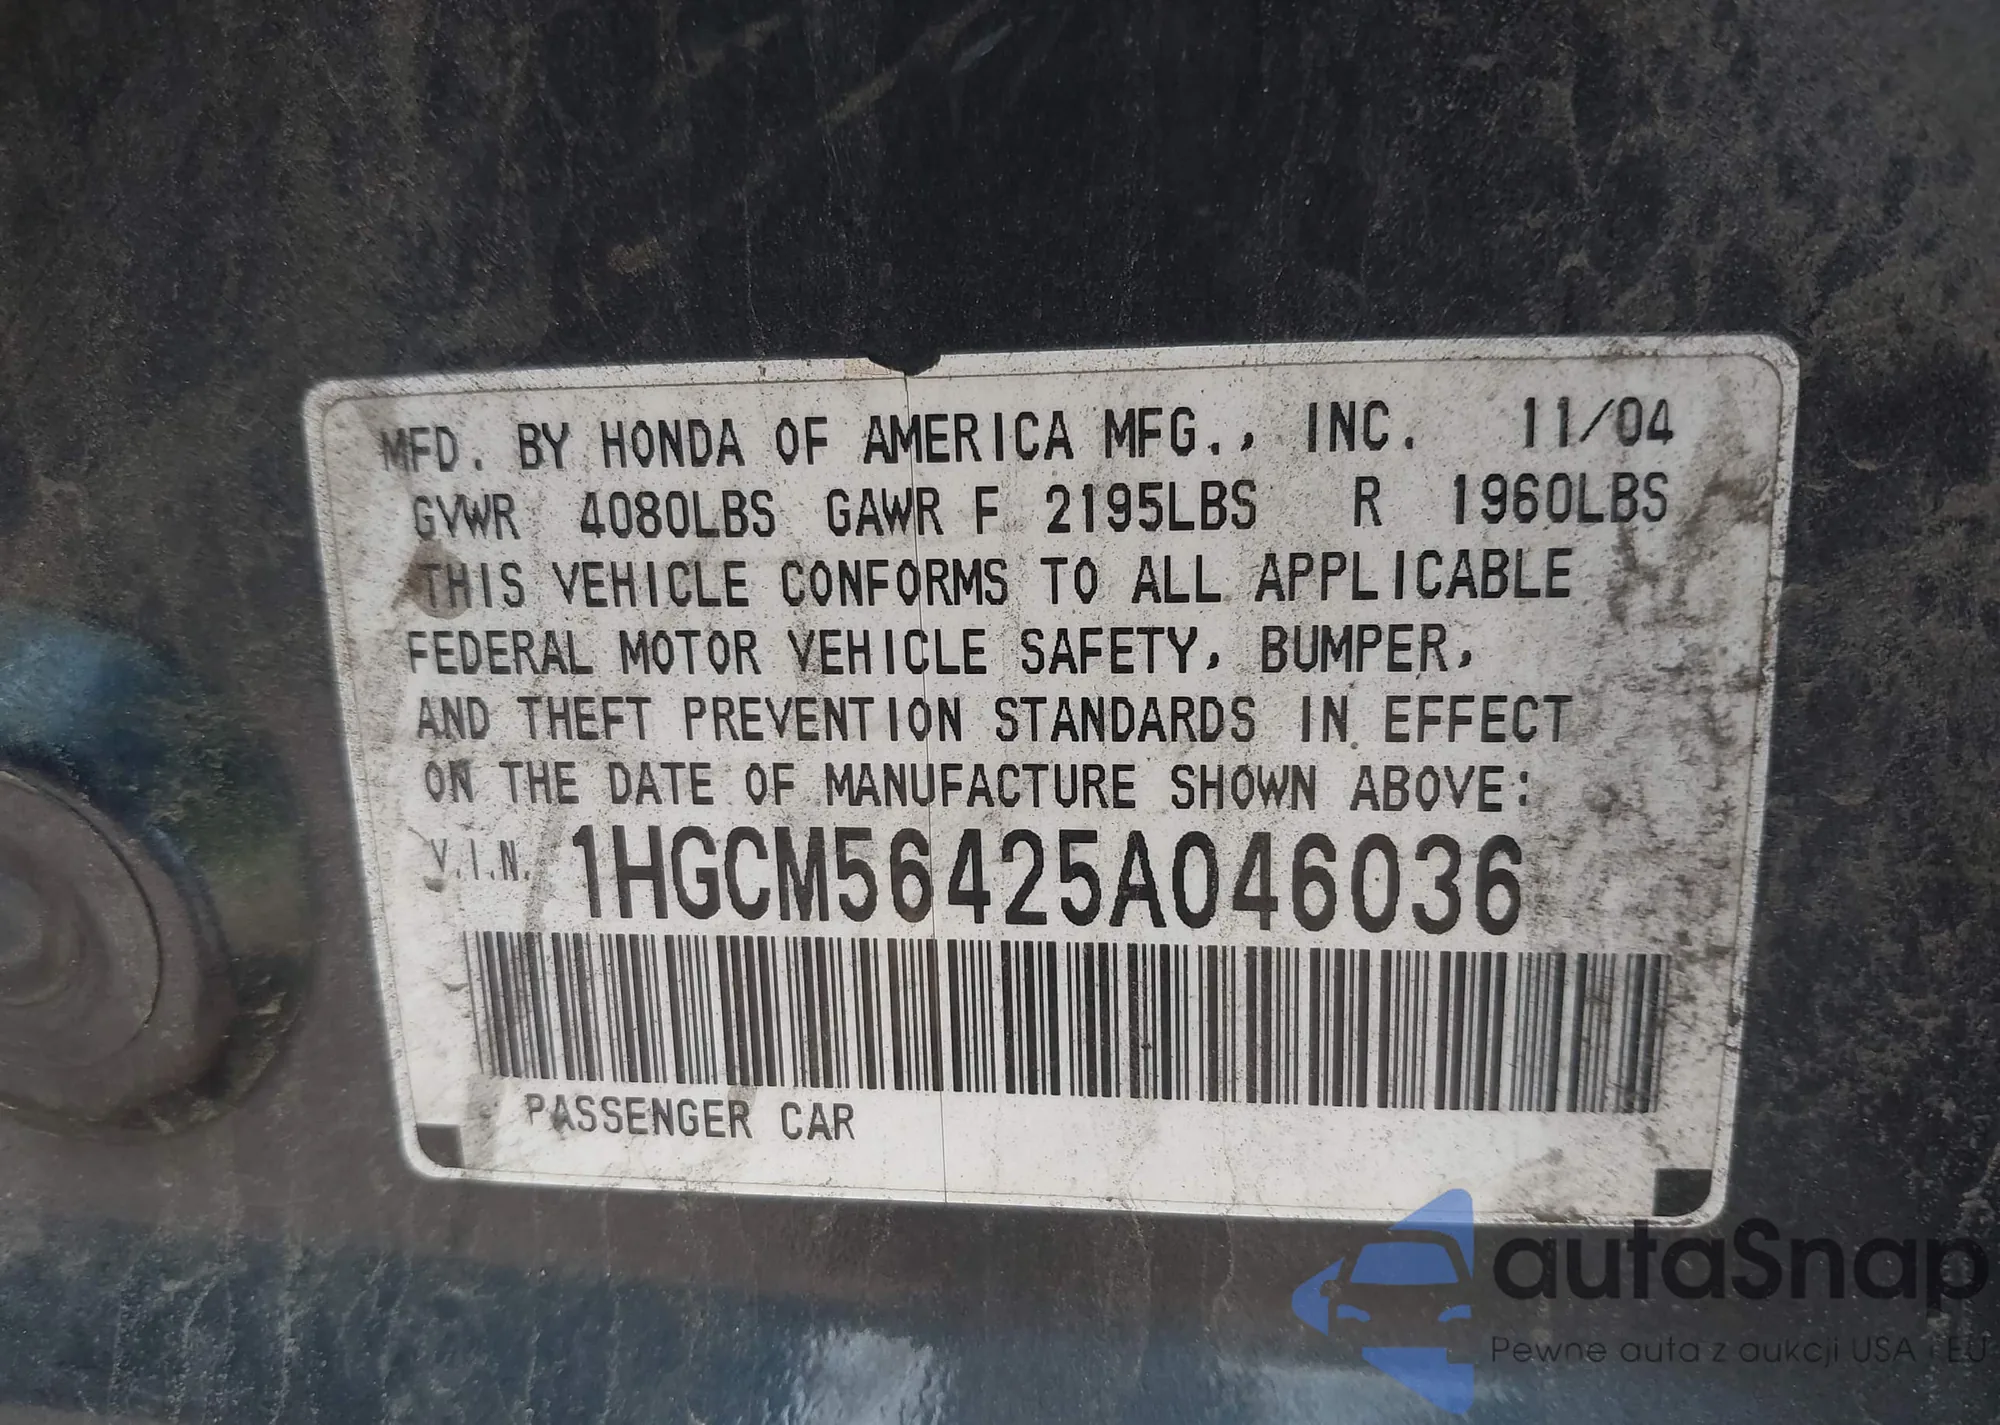 MFD. BY HONDA OF AMERICA MFG., INC. 11/04
GVWR 4080LBS GAWR F 2195LBS R 1960LBS
THIS VEHICLE CONFORMS TO ALL APPLICABLE
FEDERAL MOTOR VEHICLE SAFETY, BUMPER,
AND THEFT PREVENTION STANDARDS IN EFFECT
ON THE DATE OF MANUFACTURE SHOWN ABOVE:
V.I.N. 1HGCM56425A046036
PASSENGER CAR
autaSnap
Pewne auta z aukcji USA i EU